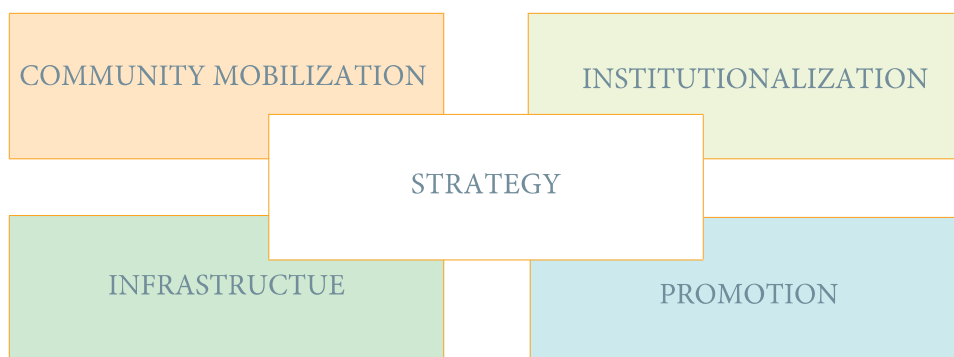 COMMUNITY MOBILIZATION
INSTITUTIONALIZATION
STRATEGY
INFRASTRUCTUE
PROMOTION